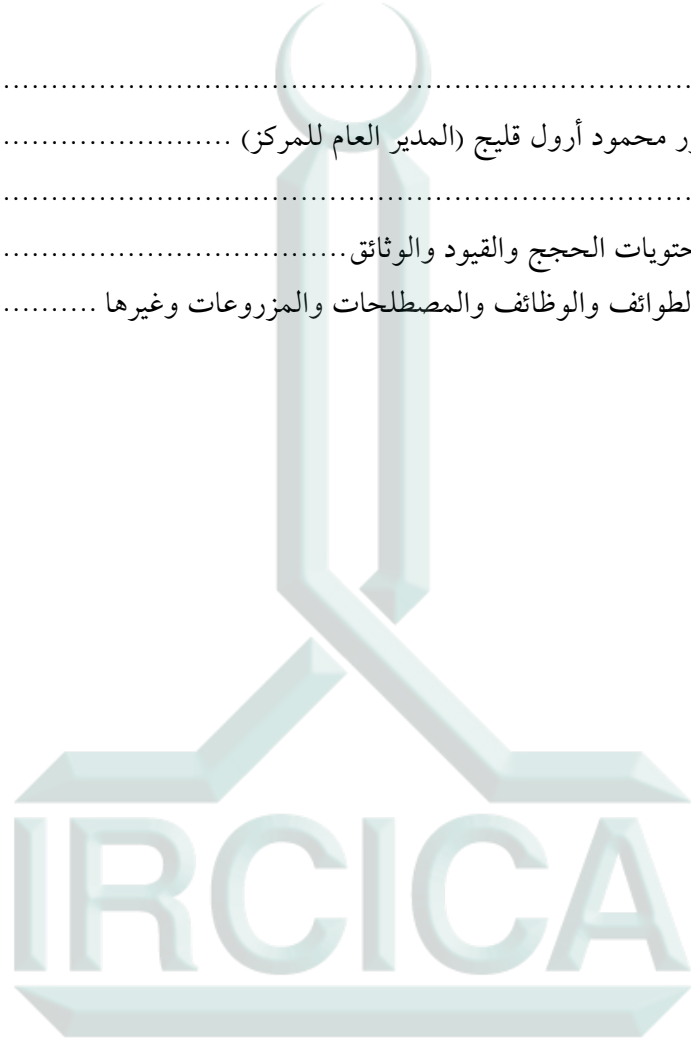 ................................................................
ر محمود أرول قليج (المدير العام للمركز) ........................
................................................................
حتويات الحجج والقيود والوثائق...................................
لطوائف والوظائف والمصطلحات والمزروعات وغيرها ..........
IRCICA